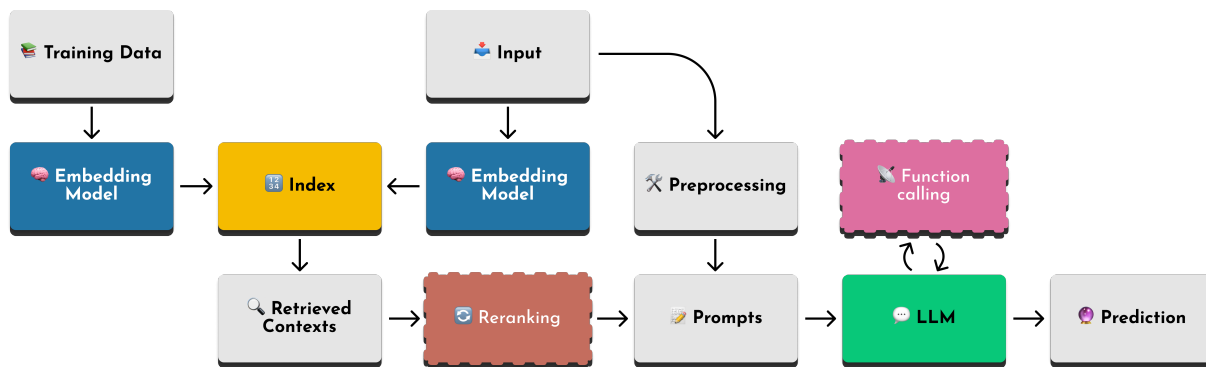 Training Data
Input
Embedding
Model
Index
Embedding
Model
Preprocessing
Function
calling
Retrieved
Contexts
Reranking
Prompts
LLM
Prediction